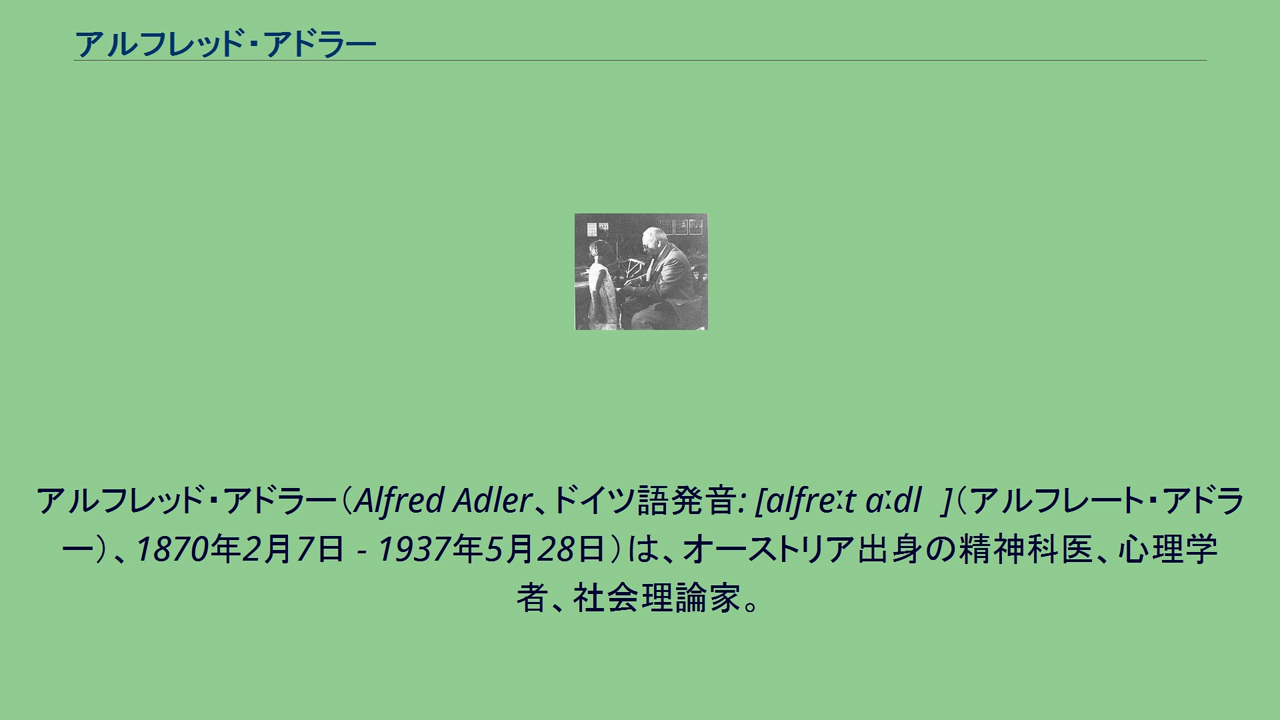 アルフレッド・アドラー
アルフレッド・アドラー（Alfred Adler、ドイツ語発音: [alfreːt aːdl  ]（アルフレート・アドラ
ー）、1870年2月7日 - 1937年5月28日）は、オーストリア出身の精神科医、心理学
者、社会理論家。